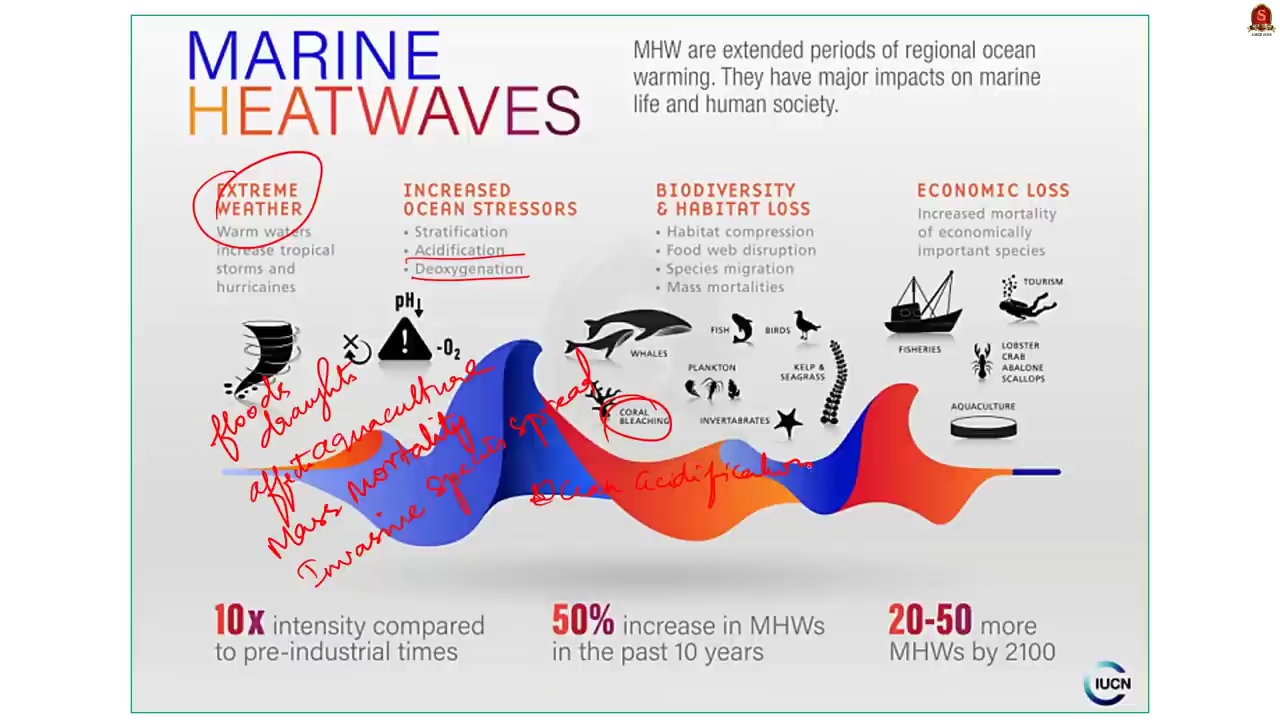 MARINE
HEATWAVES
MHW are extended periods of regional ocean
warming. They have major impacts on marine
life and human society.
EXTREME
WEATHER
Warm waters
increase tropical
storms and
hurricaines
INCREASED
OCEAN STRESSORS
• Stratification
• Acidification
• Deoxygenation
BIODIVERSITY
& HABITAT LOSS
• Habitat compression
• Food web disruption
• Species migration
• Mass mortalities
ECONOMIC LOSS
Increased mortality
of economically
important species
pH↓
-O₂
WHALES
FISH
BIRDS
PLANKTON
KELP &
SEAGRASS
CORAL
BLEACHING
INVERTEBRATES
TOURISM
FISHERIES
LOBSTER
CRAB
ABALONE
SCALLOPS
AQUACULTURE
floods
draughts
affect aquaculture
Mass Mortality
Invasive Species spread
Ocean acidification
10x intensity compared
to pre-industrial times
50% increase in MHWs
in the past 10 years
20-50 more
MHWs by 2100
IUCN